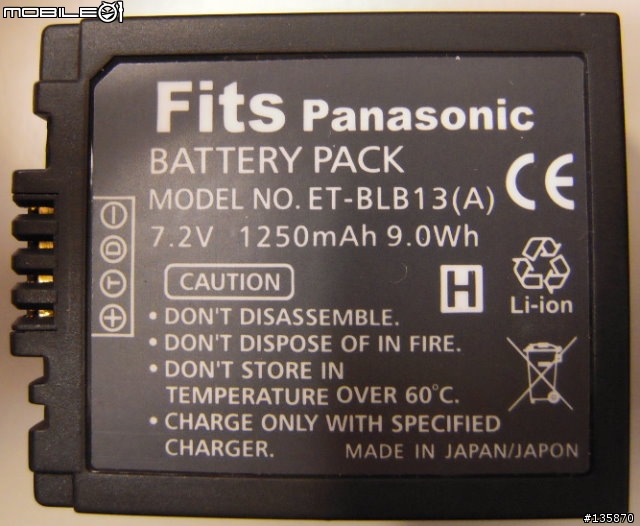 MOBILE01
Fits Panasonic
BATTERY PACK
MODEL NO. ET-BLB13(A)
7.2V 1250mAh 9.0Wh
CE
CAUTION
H
Li-ion
− D T +
• DON'T DISASSEMBLE.
• DON'T DISPOSE OF IN FIRE.
• DON'T STORE IN
TEMPERATURE OVER 60°C.
• CHARGE ONLY WITH SPECIFIED
CHARGER.
MADE IN JAPAN/JAPON
#135870